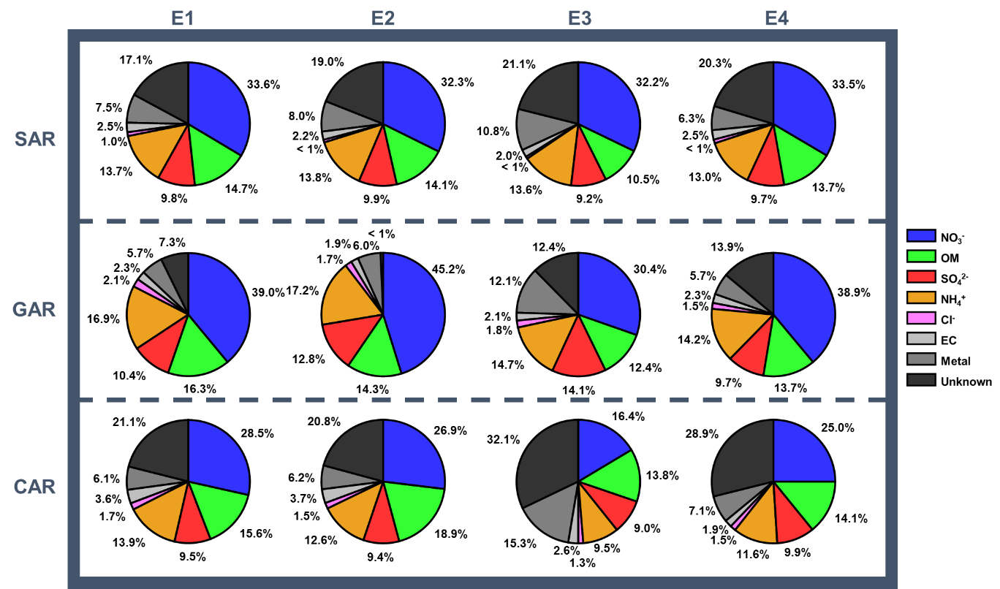 E1 E2 E3 E4
SAR
17.1% 33.6% 7.5% 2.5% 1.0% 13.7% 9.8% 14.7%
19.0% 32.3% 8.0% 2.2% < 1% 13.8% 9.9% 14.1%
21.1% 32.2% 10.8% 2.0% < 1% 13.6% 9.2% 10.5%
20.3% 33.5% 6.3% 2.5% < 1% 13.0% 9.7% 13.7%
GAR
7.3% 5.7% 2.3% 2.1% 39.0% 16.9% 10.4% 16.3%
< 1% 1.9% 6.0% 1.7% 45.2% 17.2% 12.8% 14.3%
12.4% 30.4% 12.1% 2.1% 1.8% 14.7% 14.1% 12.4%
13.9% 5.7% 38.9% 2.3% 1.5% 14.2% 9.7% 13.7%
CAR
21.1% 28.5% 6.1% 3.6% 1.7% 13.9% 9.5% 15.6%
20.8% 26.9% 6.2% 3.7% 1.5% 12.6% 9.4% 18.9%
16.4% 32.1% 13.8% 9.0% 15.3% 2.6% 9.5% 1.3%
28.9% 25.0% 7.1% 1.9% 1.5% 11.6% 9.9% 14.1%
NO₃⁻
OM
SO₄²⁻
NH₄⁺
Cl⁻
EC
Metal
Unknown